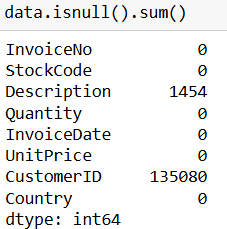 data.isnull().sum()
InvoiceNo 0
StockCode 0
Description 1454
Quantity 0
InvoiceDate 0
UnitPrice 0
CustomerID 135080
Country 0
dtype: int64